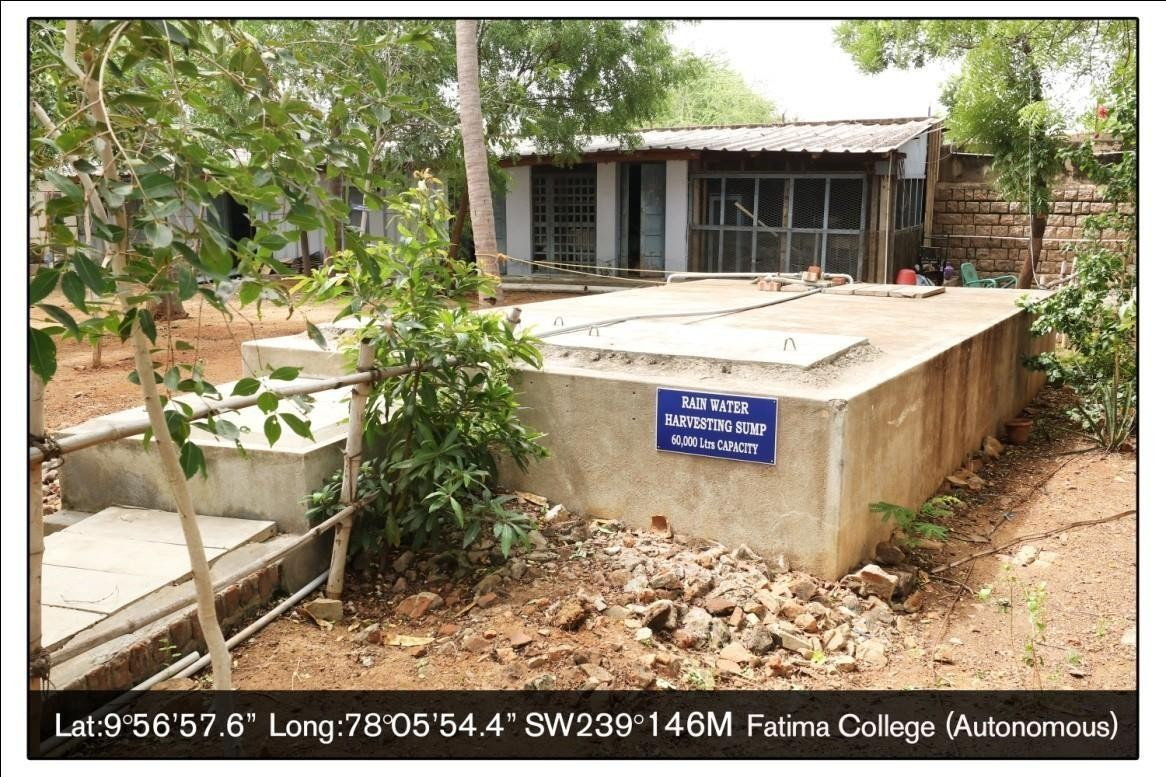 RAIN WATER
HARVESTING SUMP
60,000 Ltrs CAPACITY
Lat:9°56'57.6" Long:78°05'54.4" SW239°146M Fatima College (Autonomous)